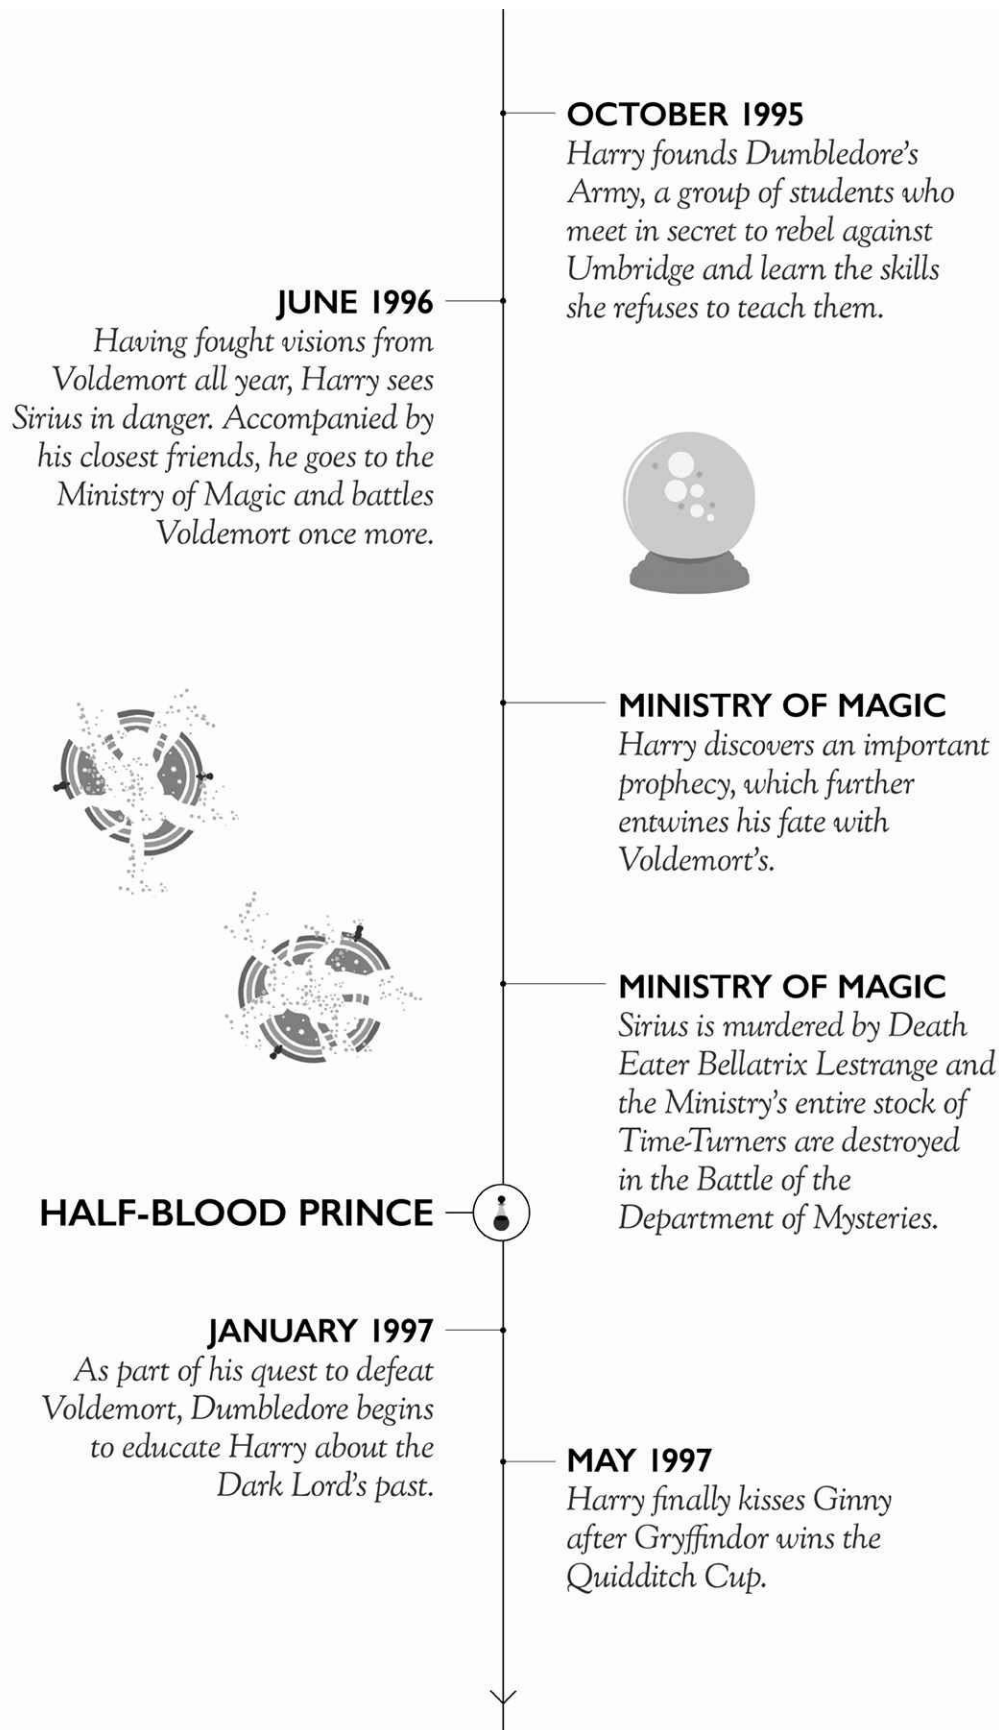 OCTOBER 1995
Harry founds Dumbledore's
Army, a group of students who
meet in secret to rebel against
Umbridge and learn the skills
she refuses to teach them.
JUNE 1996
Having fought visions from
Voldemort all year, Harry sees
Sirius in danger. Accompanied by
his closest friends, he goes to the
Ministry of Magic and battles
Voldemort once more.
MINISTRY OF MAGIC
Harry discovers an important
prophecy, which further
entwines his fate with
Voldemort's.
MINISTRY OF MAGIC
Sirius is murdered by Death
Eater Bellatrix Lestrange and
the Ministry's entire stock of
Time-Turners are destroyed
in the Battle of the
Department of Mysteries.
HALF-BLOOD PRINCE
JANUARY 1997
As part of his quest to defeat
Voldemort, Dumbledore begins
to educate Harry about the
Dark Lord's past.
MAY 1997
Harry finally kisses Ginny
after Gryffindor wins the
Quidditch Cup.